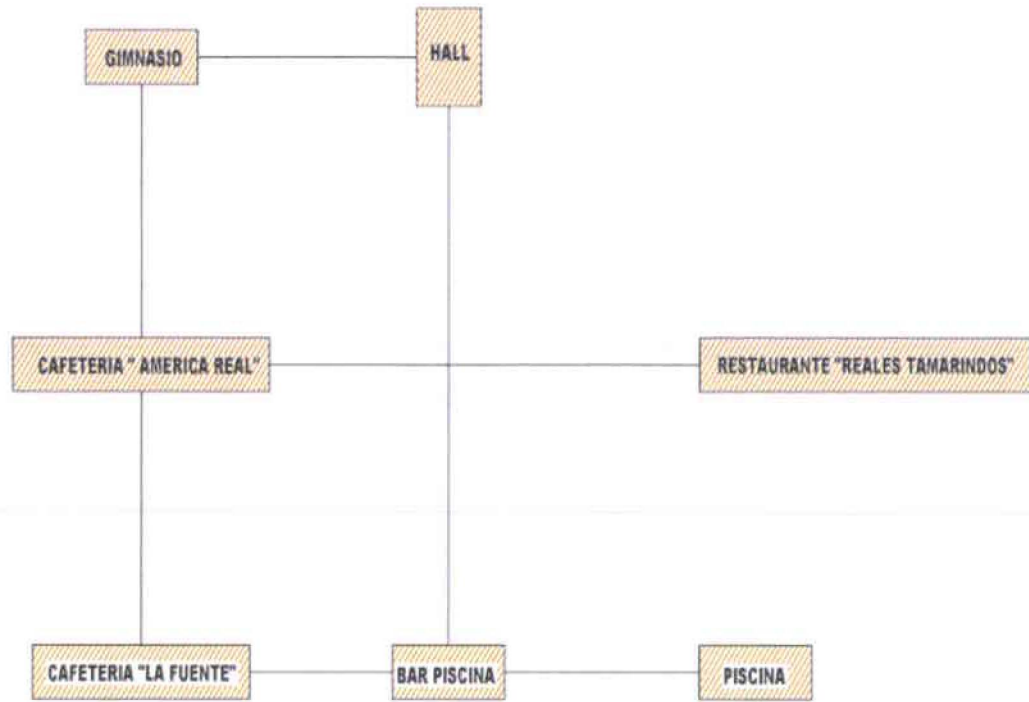 GIMNASIO
HALL
CAFETERIA " AMERICA REAL"
RESTAURANTE "REALES TAMARINDOS"
CAFETERIA "LA FUENTE"
BAR PISCINA
PISCINA